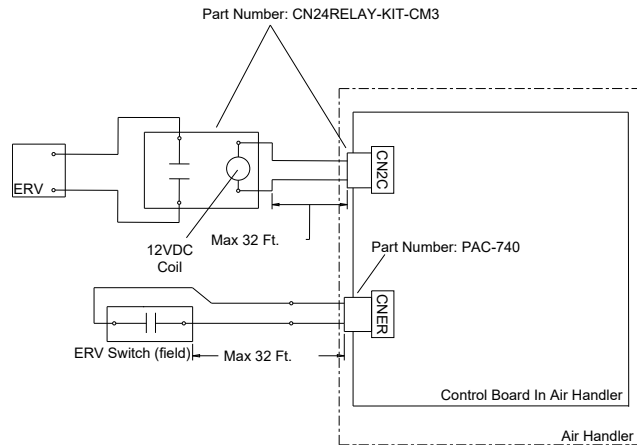 Part Number: CN24RELAY-KIT-CM3
CN2C
ERV
12VDC
Coil
Max 32 Ft.
Part Number: PAC-740
CNER
ERV Switch (field)
Max 32 Ft.
Control Board In Air Handler
Air Handler